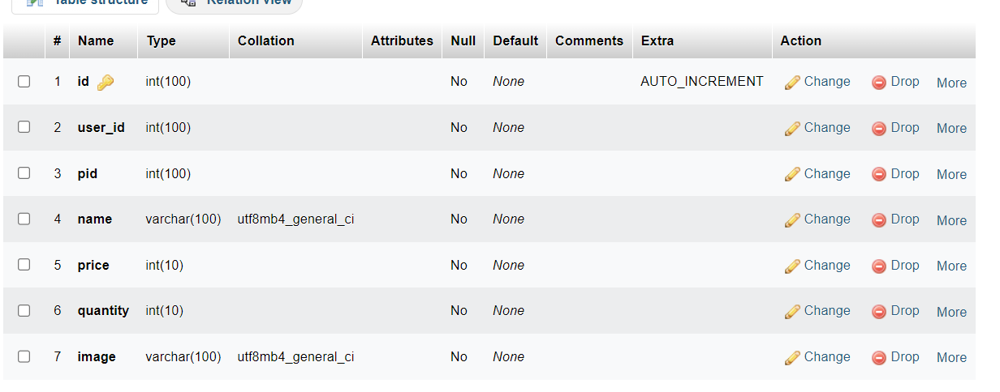 Table structure Relation view
# Name Type Collation Attributes Null Default Comments Extra Action
1 id int(100) No None AUTO_INCREMENT Change Drop More
2 user_id int(100) No None Change Drop More
3 pid int(100) No None Change Drop More
4 name varchar(100) utf8mb4_general_ci No None Change Drop More
5 price int(10) No None Change Drop More
6 quantity int(10) No None Change Drop More
7 image varchar(100) utf8mb4_general_ci No None Change Drop More